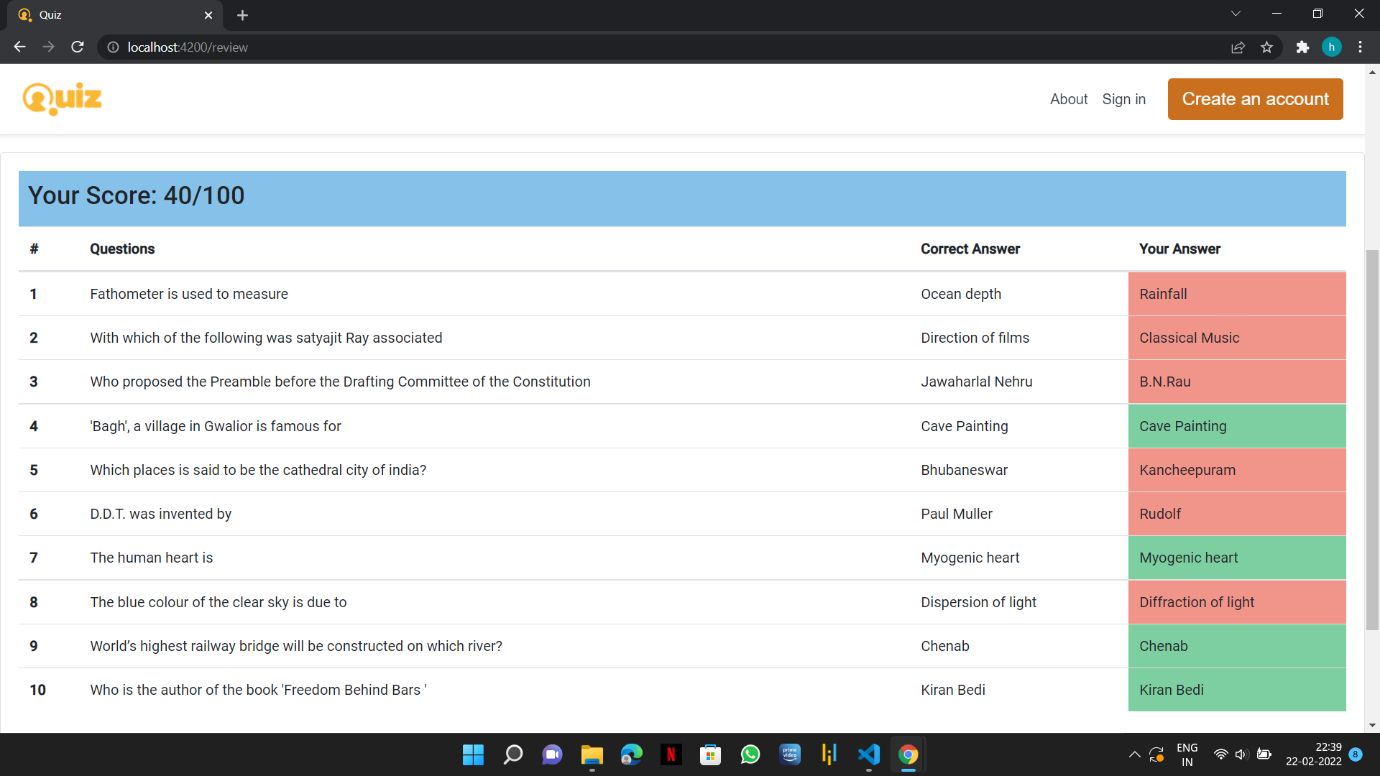 Quiz
localhost:4200/review
h
Quiz
About Sign in Create an account
Your Score: 40/100
# Questions Correct Answer Your Answer
1 Fathometer is used to measure Ocean depth Rainfall
2 With which of the following was satyajit Ray associated Direction of films Classical Music
3 Who proposed the Preamble before the Drafting Committee of the Constitution Jawaharlal Nehru B.N.Rau
4 'Bagh', a village in Gwalior is famous for Cave Painting Cave Painting
5 Which places is said to be the cathedral city of india? Bhubaneswar Kancheepuram
6 D.D.T. was invented by Paul Muller Rudolf
7 The human heart is Myogenic heart Myogenic heart
8 The blue colour of the clear sky is due to Dispersion of light Diffraction of light
9 World’s highest railway bridge will be constructed on which river? Chenab Chenab
10 Who is the author of the book 'Freedom Behind Bars ' Kiran Bedi Kiran Bedi
N
prime video
ENG 22:39
IN 22-02-2022 8